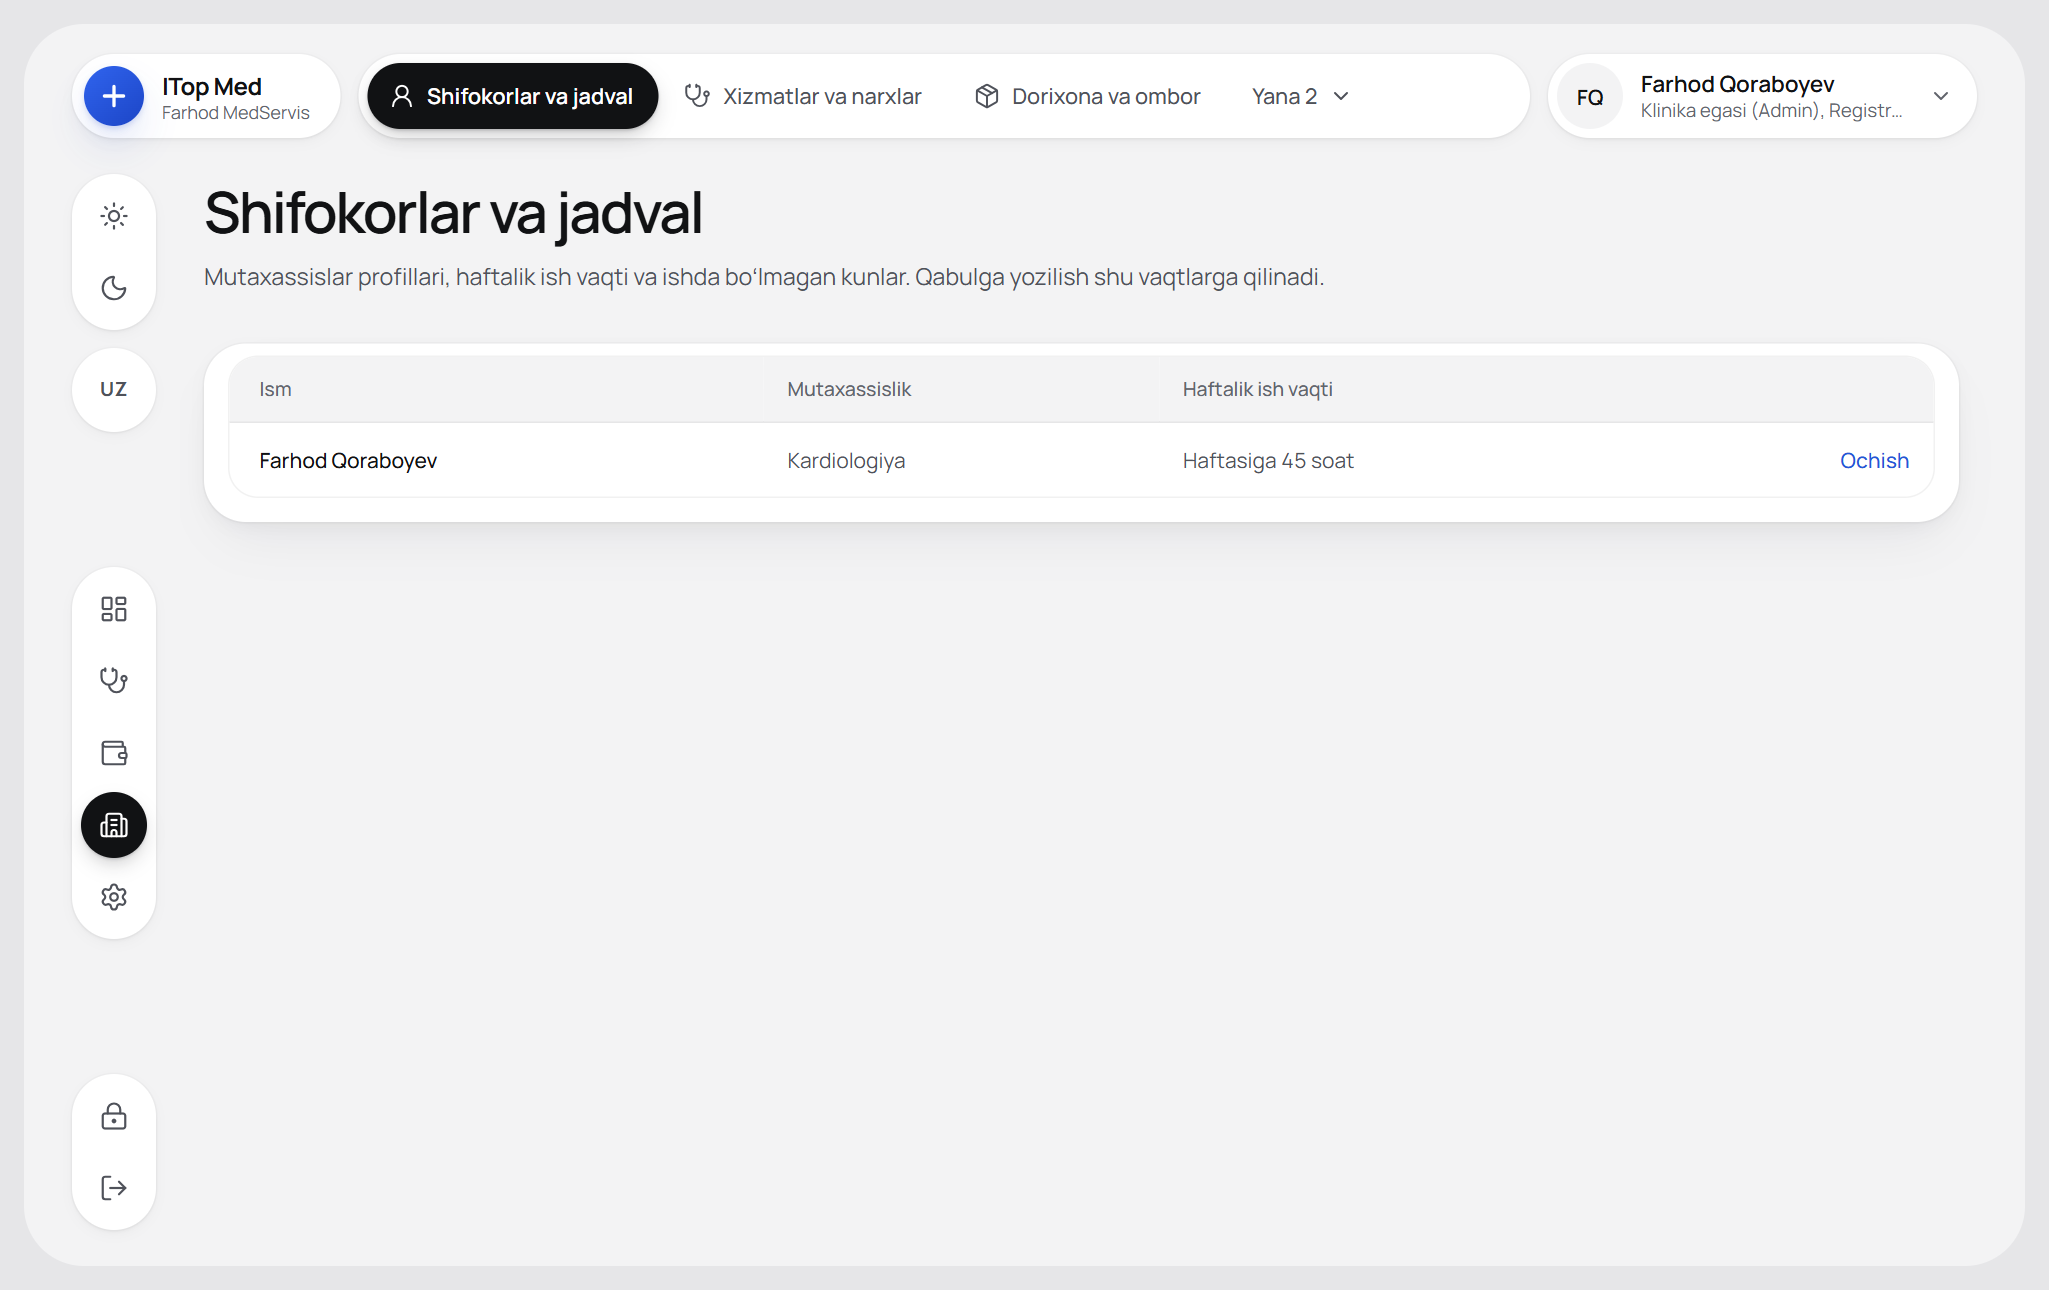 ITop Med
Farhod MedServis
Shifokorlar va jadval
Xizmatlar va narxlar
Dorixona va ombor
Yana 2
FQ
Farhod Qoraboyev
Klinika egasi (Admin), Registr...
Shifokorlar va jadval
Mutaxassislar profillari, haftalik ish vaqti va ishda boʻlmagan kunlar. Qabulga yozilish shu vaqtlarga qilinadi.
UZ
Ism
Mutaxassislik
Haftalik ish vaqti
Farhod Qoraboyev
Kardiologiya
Haftasiga 45 soat
Ochish